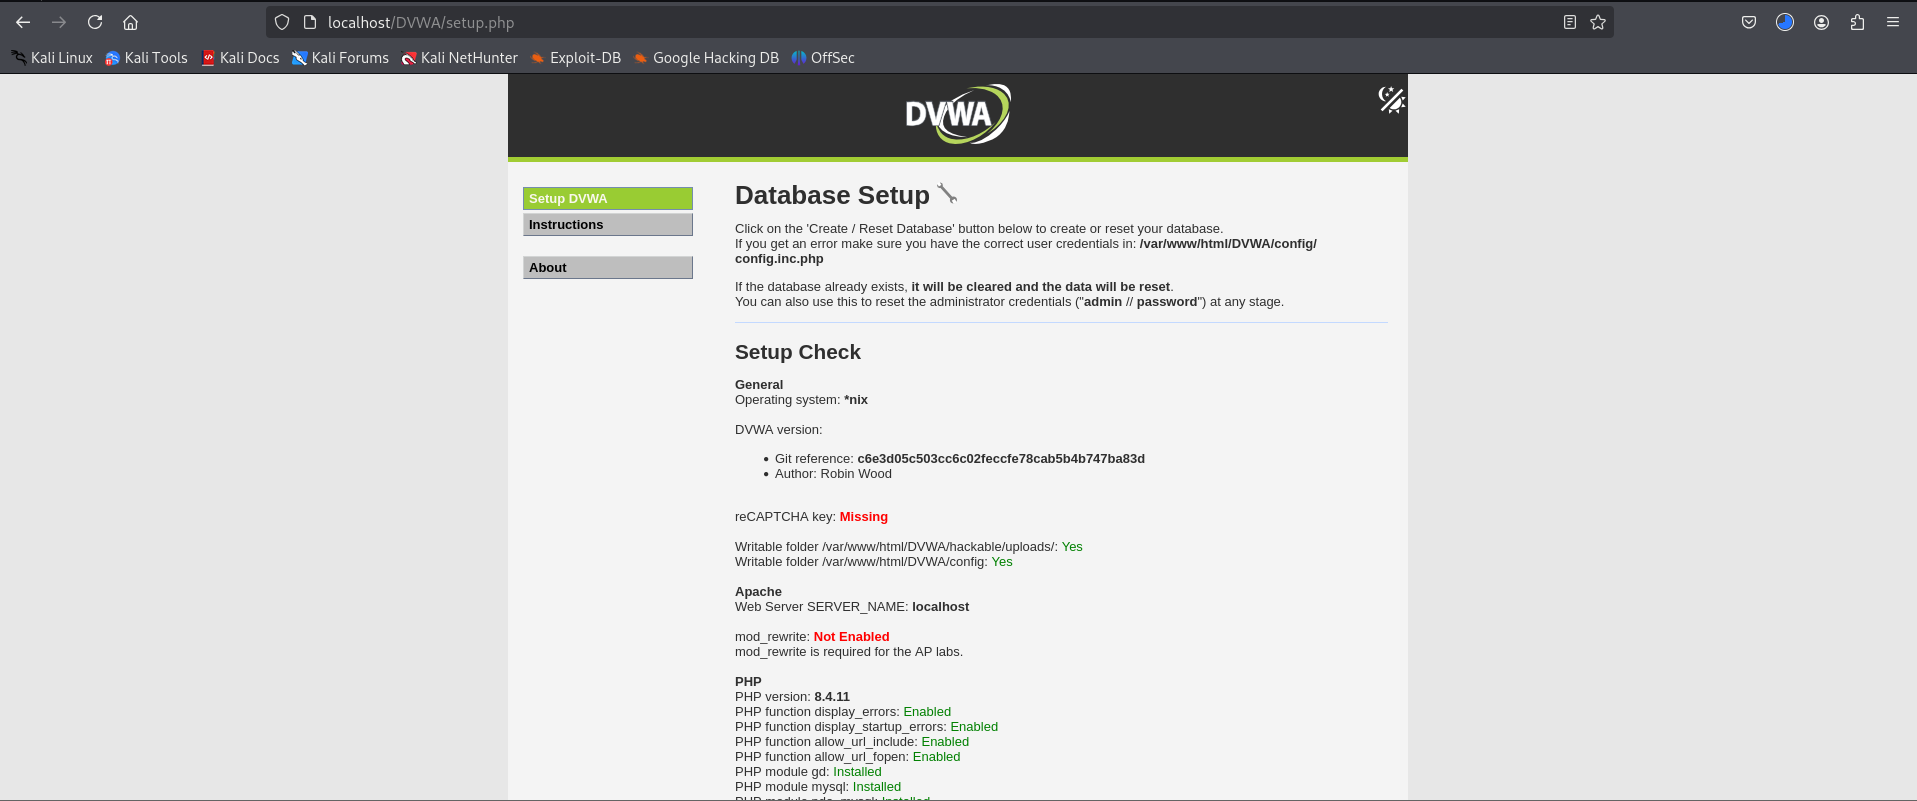 localhost/DVWA/setup.php
Kali Linux Kali Tools Kali Docs Kali Forums Kali NetHunter Exploit-DB Google Hacking DB OffSec
DVWA
Setup DVWA
Instructions
About
Database Setup
Click on the 'Create / Reset Database' button below to create or reset your database.
If you get an error make sure you have the correct user credentials in: /var/www/html/DVWA/config/
config.inc.php
If the database already exists, it will be cleared and the data will be reset.
You can also use this to reset the administrator credentials ("admin // password") at any stage.
Setup Check
General
Operating system: *nix
DVWA version:
• Git reference: c6e3d05c503cc6c02feccfe78cab5b4b747ba83d
• Author: Robin Wood
reCAPTCHA key: Missing
Writable folder /var/www/html/DVWA/hackable/uploads/: Yes
Writable folder /var/www/html/DVWA/config: Yes
Apache
Web Server SERVER_NAME: localhost
mod_rewrite: Not Enabled
mod_rewrite is required for the AP labs.
PHP
PHP version: 8.4.11
PHP function display_errors: Enabled
PHP function display_startup_errors: Enabled
PHP function allow_url_include: Enabled
PHP function allow_url_fopen: Enabled
PHP module gd: Installed
PHP module mysql: Installed
PHP module pdo_mysql: Installed